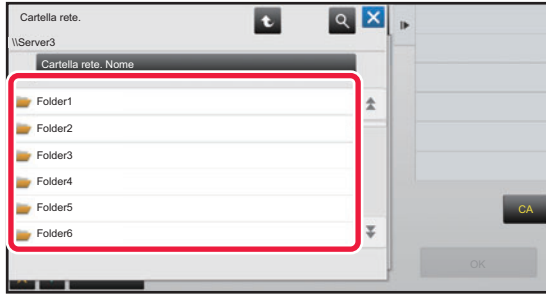 Cartella rete.
\\Server3
Cartella rete. Nome
Folder1
Folder2
Folder3
Folder4
Folder5
Folder6
CA
OK